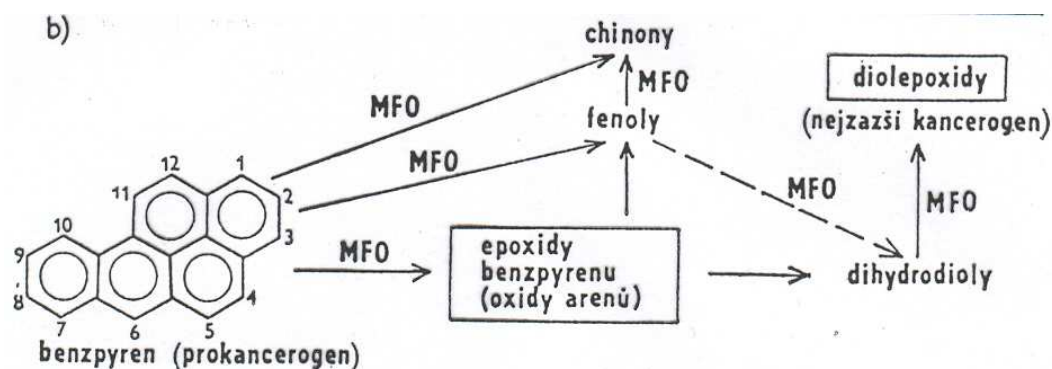 b)
chinony
MFO
MFO
diolepoxidy
(nejzazší kancerogen)
fenoly
MFO
MFO
MFO
12
1
11
2
10
3
9
8
4
7
6
5
MFO
epoxidy
benzpyrenu
(oxidy arenů)
dihydrodioly
benzpyren (prokancerogen)